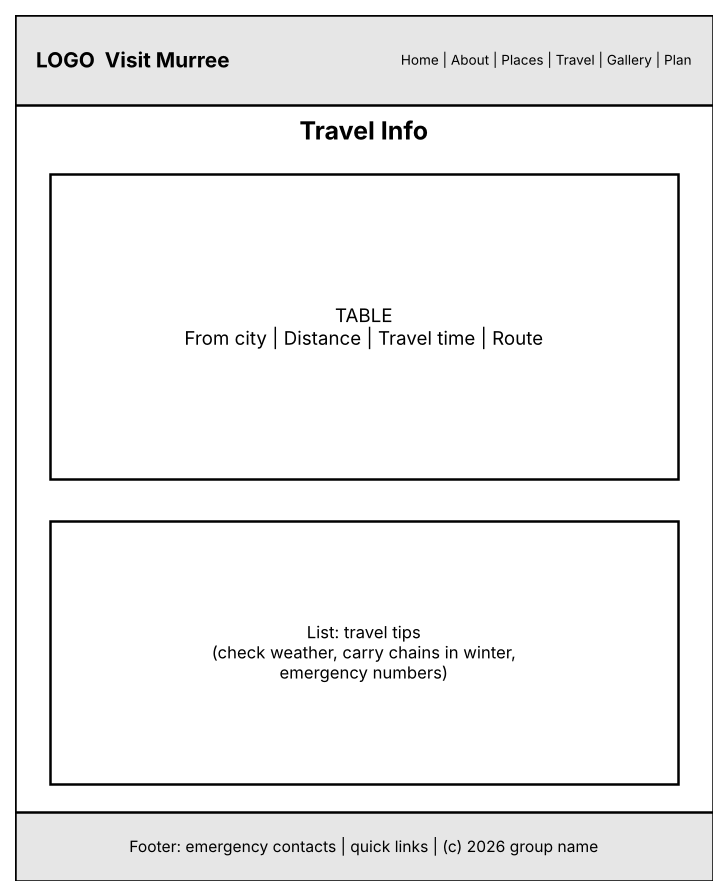 LOGO Visit Murree
Home | About | Places | Travel | Gallery | Plan
Travel Info
TABLE
From city | Distance | Travel time | Route
List: travel tips
(check weather, carry chains in winter,
emergency numbers)
Footer: emergency contacts | quick links | (c) 2026 group name